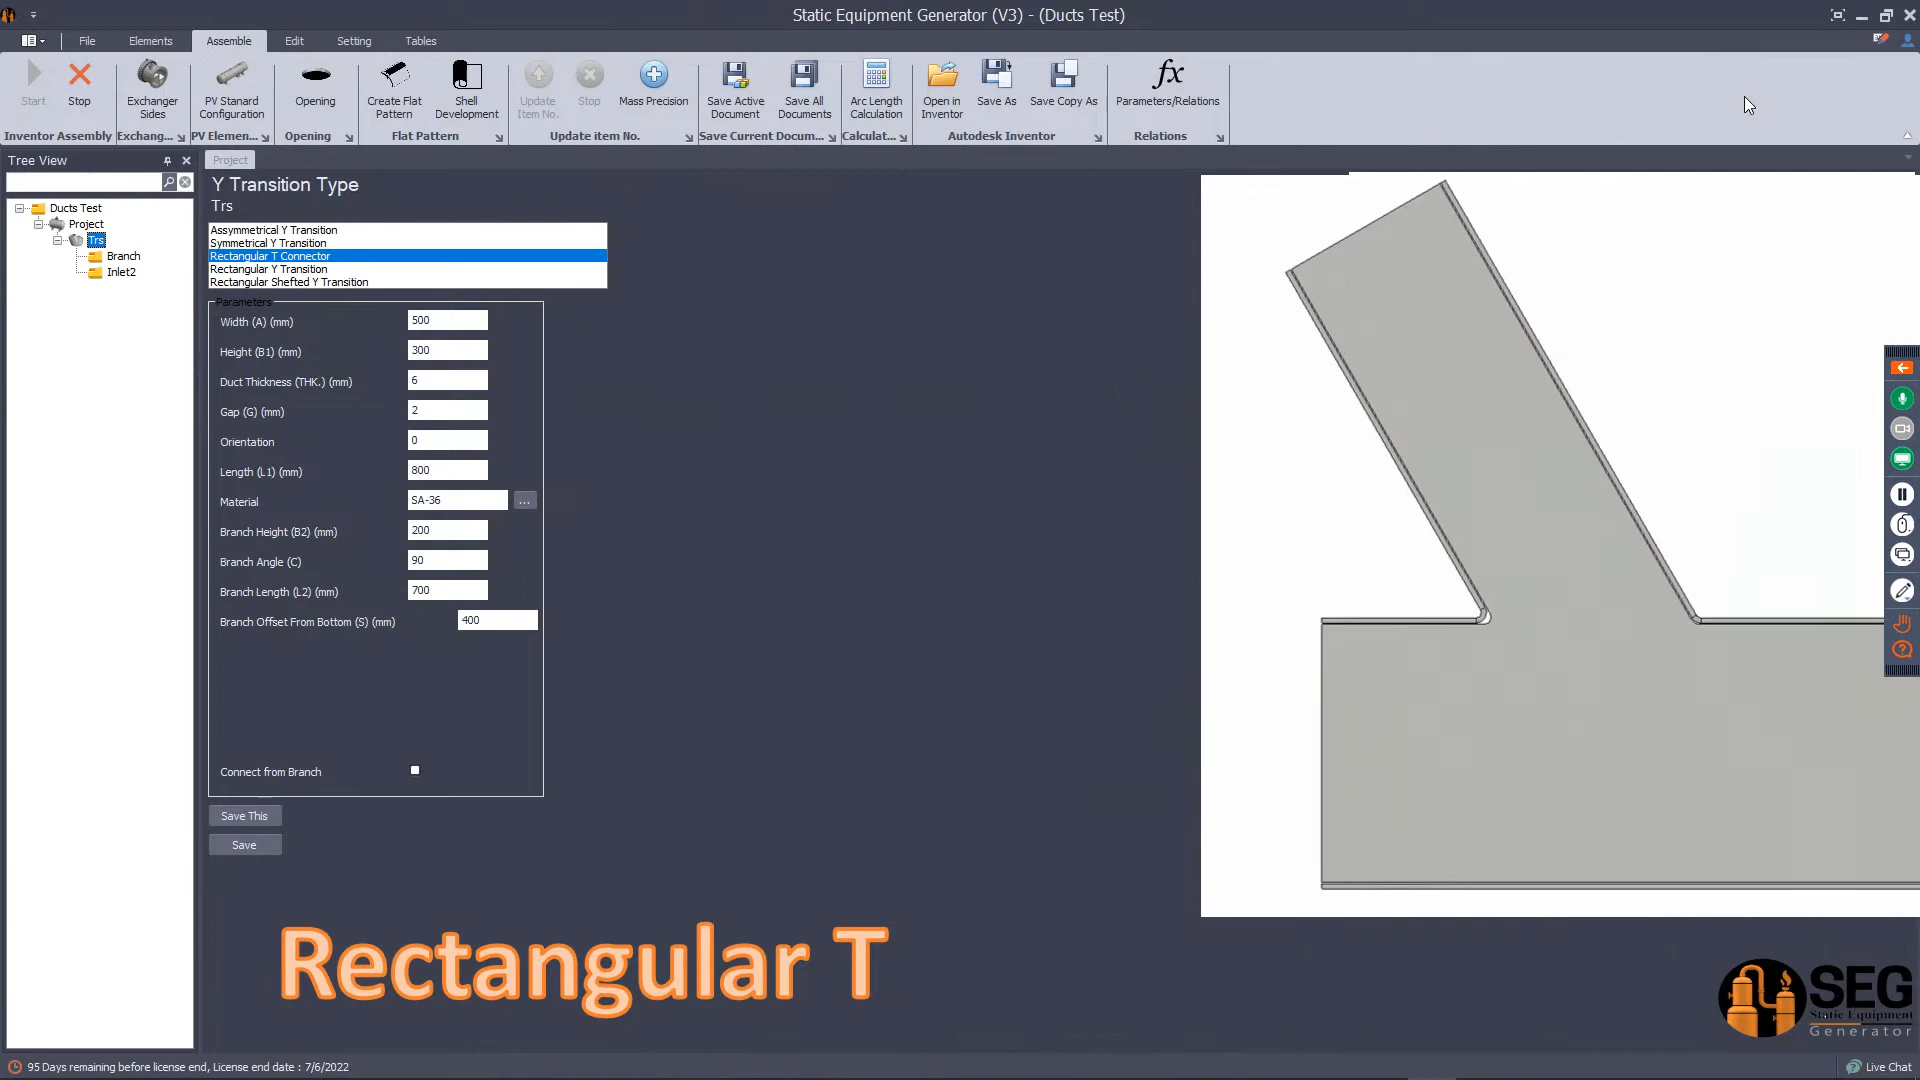 Static Equipment Generator (V3) - (Ducts Test)
File Elements Assemble Edit Setting Tables
Start Stop Exchanger Sides PV Stanard Configuration Opening Create Flat Pattern Shell Development Update Item No. Stop Mass Precision Save Active Document Save All Documents Arc Length Calculation Open in Inventor Save As Save Copy As fx Parameters/Relations
Inventor Assembly Exchang... PV Elemen... Opening Flat Pattern Update item No. Save Current Docum... Calculat... Autodesk Inventor Relations
Tree View
Project
Ducts Test
Project
Trs
Branch
Inlet2
Y Transition Type
Trs
Assymmetrical Y Transition
Symmetrical Y Transition
Rectangular T Connector
Rectangular Y Transition
Rectangular Shefted Y Transition
Parameters
Width (A) (mm) 500
Height (B1) (mm) 300
Duct Thickness (THK.) (mm) 6
Gap (G) (mm) 2
Orientation 0
Length (L1) (mm) 800
Material SA-36 ...
Branch Height (B2) (mm) 200
Branch Angle (C) 90
Branch Length (L2) (mm) 700
Branch Offset From Bottom (S) (mm) 400
Connect from Branch
Save This
Save
Rectangular T
SEG
Static Equipment
Generator
95 Days remaining before license end, License end date : 7/6/2022
Live Chat